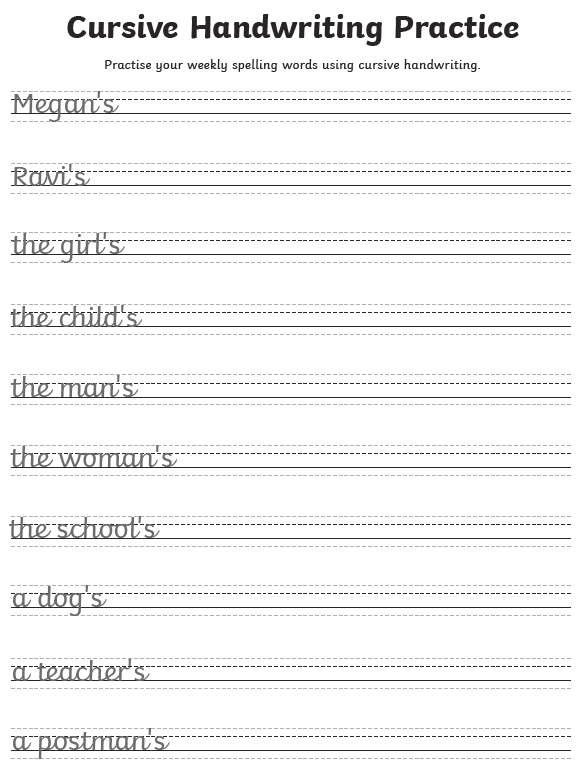 Cursive Handwriting Practice
Practise your weekly spelling words using cursive handwriting.
Megan's
Ravi's
the girl's
the child's
the man's
the woman's
the school's
a dog's
a teacher's
a postman's